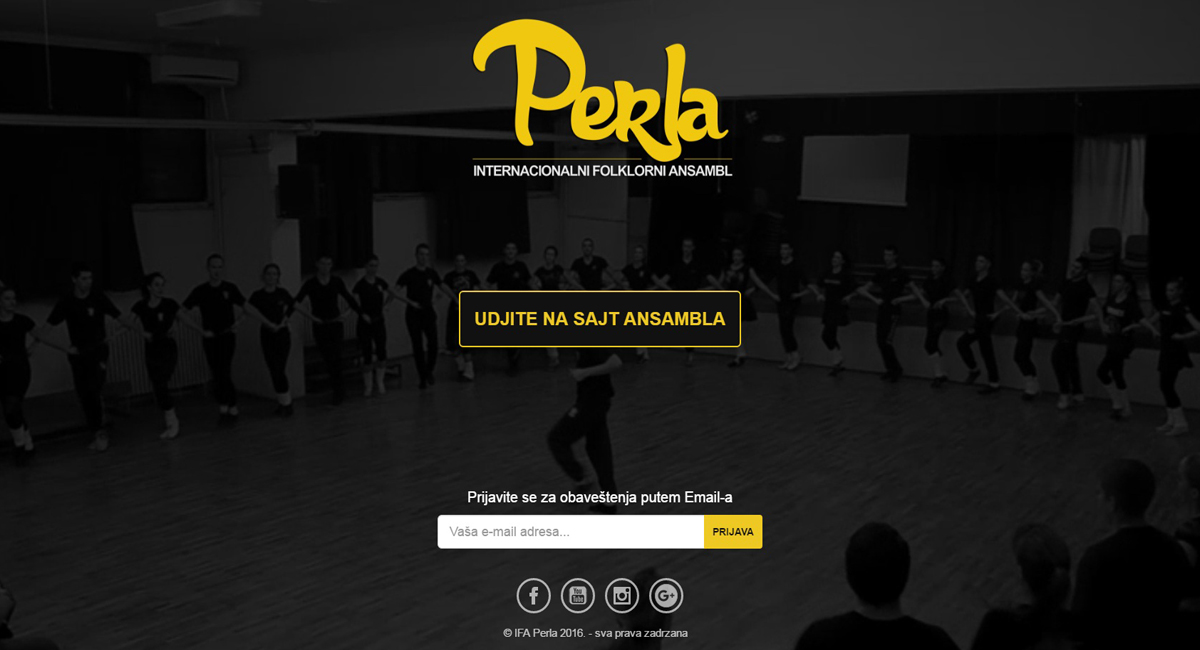 Perla
INTERNACIONALNI FOLKLORNI ANSAMBL
UDJITE NA SAJT ANSAMBLA
Prijavite se za obaveštenja putem Email-a
Vaša e-mail adresa... PRIJAVA
You Tube G+
© IFA Perla 2016. - sva prava zadrzana